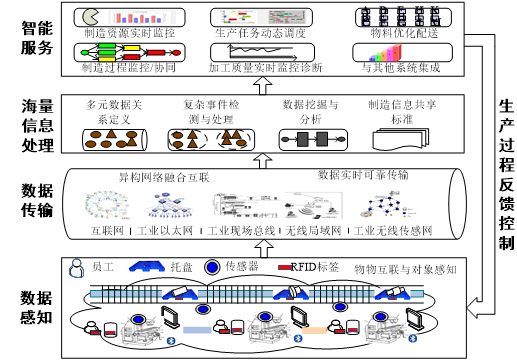 智能
服务
制造资源实时监控
生产任务动态调度
物料优化配送
制造过程监控/协同
加工质量实时监控诊断
与其他系统集成
海量
信息
处理
多元数据关
系定义
复杂事件检
测与处理
数据挖掘与
分析
制造信息共享
标准
数据
传输
异构网络融合互联
数据实时可靠传输
互联网
工业以太网
工业现场总线
无线局域网
工业无线传感网
数据
感知
员工
托盘
传感器
RFID标签
物物互联与对象感知
生产过程反馈控制